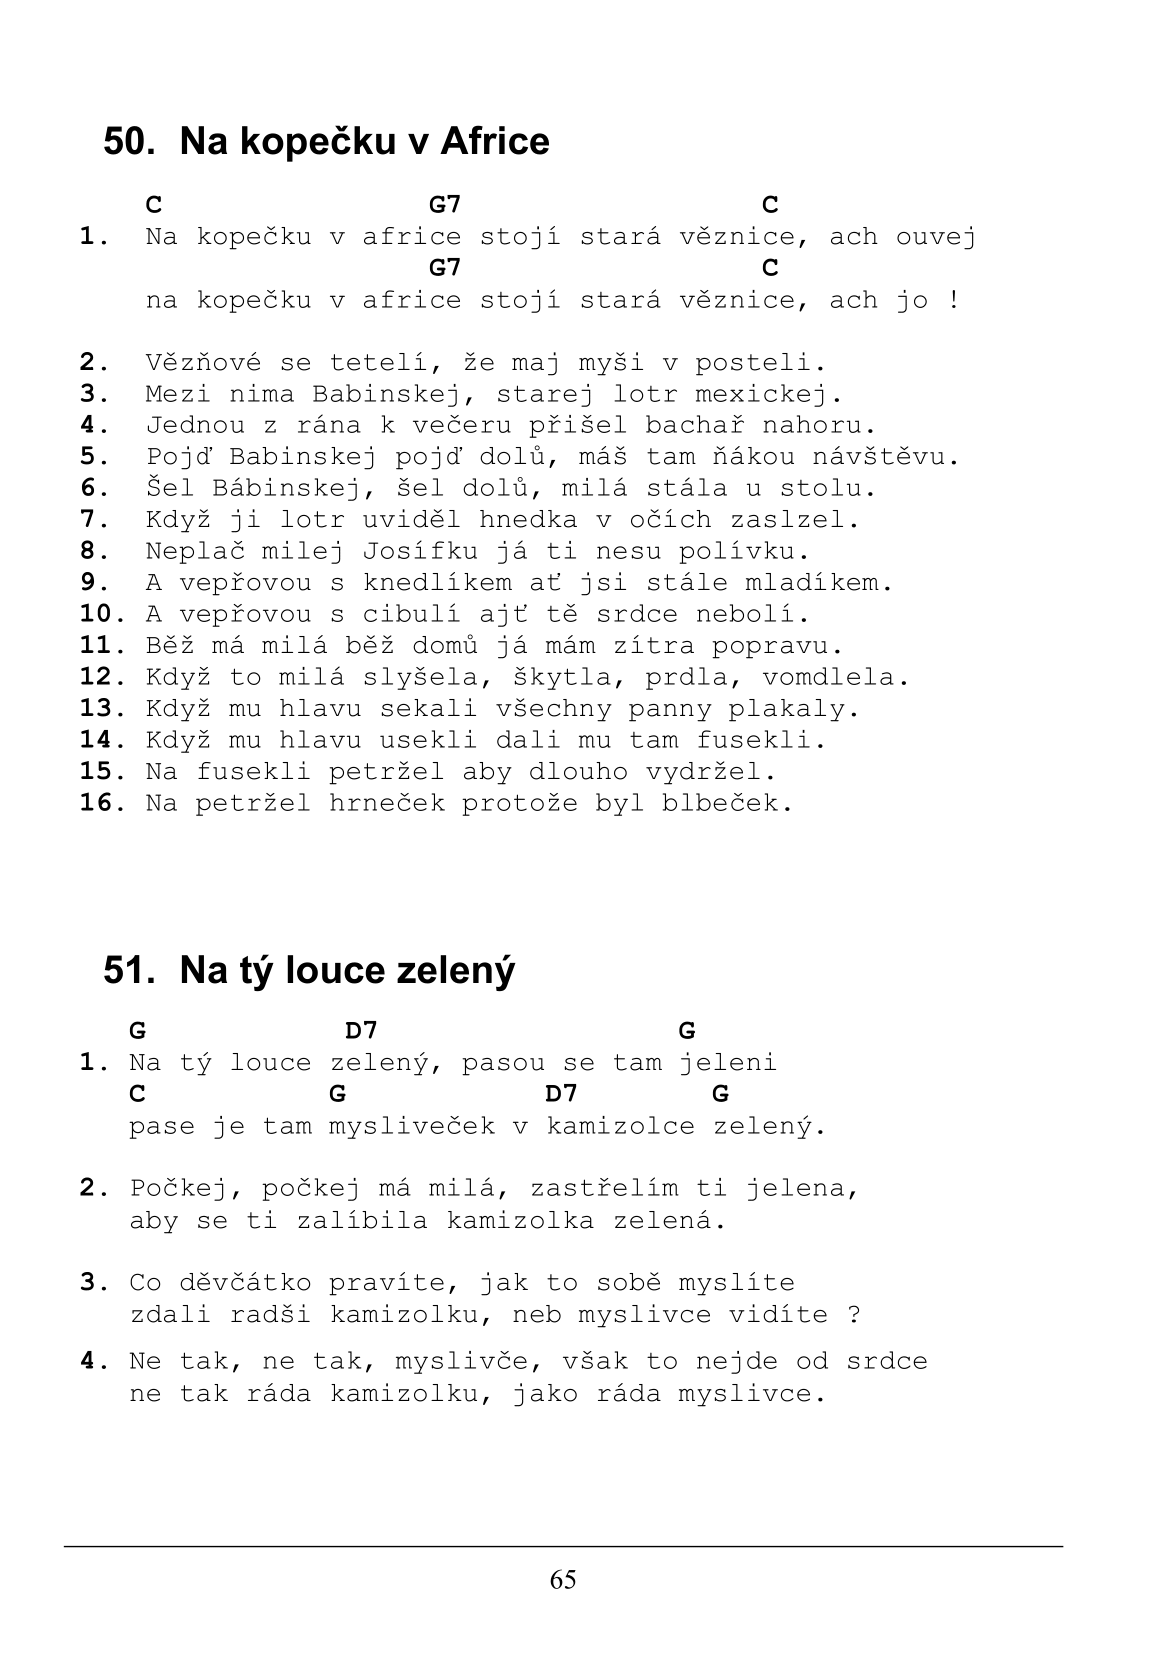 50. Na kopečku v Africe
C G7 C
1. Na kopečku v africe stojí stará věznice, ach ouvej
G7 C
na kopečku v africe stojí stará věznice, ach jo !
2. Vězňové se tetelí, že maj myši v posteli.
3. Mezi nima Babinskej, starej lotr mexickej.
4. Jednou z rána k večeru přišel bachař nahoru.
5. Pojď Babinskej pojď dolů, máš tam ňákou návštěvu.
6. Šel Bábinskej, šel dolů, milá stála u stolu.
7. Když ji lotr uviděl hnedka v očích zaslzel.
8. Neplač milej Josífku já ti nesu polívku.
9. A vepřovou s knedlíkem ať jsi stále mladíkem.
10. A vepřovou s cibulí ajť tě srdce nebolí.
11. Běž má milá běž domů já mám zítra popravu.
12. Když to milá slyšela, škytla, prdla, vomdlela.
13. Když mu hlavu sekali všechny panny plakaly.
14. Když mu hlavu usekli dali mu tam fusekli.
15. Na fusekli petržel aby dlouho vydržel.
16. Na petržel hrneček protože byl blbeček.
51. Na tý louce zelený
G D7 G
1. Na tý louce zelený, pasou se tam jeleni
C G D7 G
pase je tam mysliveček v kamizolce zelený.
2. Počkej, počkej má milá, zastřelím ti jelena,
aby se ti zalíbila kamizolka zelená.
3. Co děvčátko pravíte, jak to sobě myslíte
zdali radši kamizolku, neb myslivce vidíte ?
4. Ne tak, ne tak, myslivče, však to nejde od srdce
ne tak ráda kamizolku, jako ráda myslivce.
65